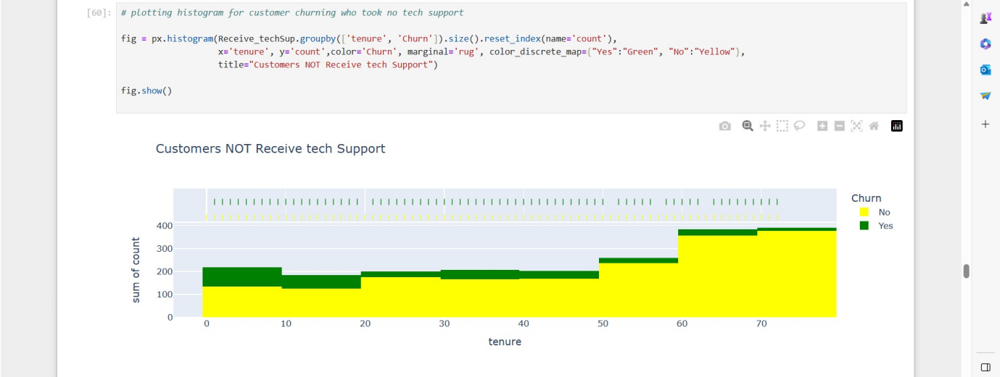 [60]: # plotting histogram for customer churning who took no tech support
fig = px.histogram(Receive_techSup.groupby(['tenure', 'Churn']).size().reset_index(name='count'),
x='tenure', y='count',color='Churn', marginal='rug', color_discrete_map={"Yes":"Green", "No":"Yellow"},
title="Customers NOT Receive tech Support")
fig.show()
Customers NOT Receive tech Support
Churn
No
Yes
400
300
200
100
0
sum of count
0 10 20 30 40 50 60 70
tenure